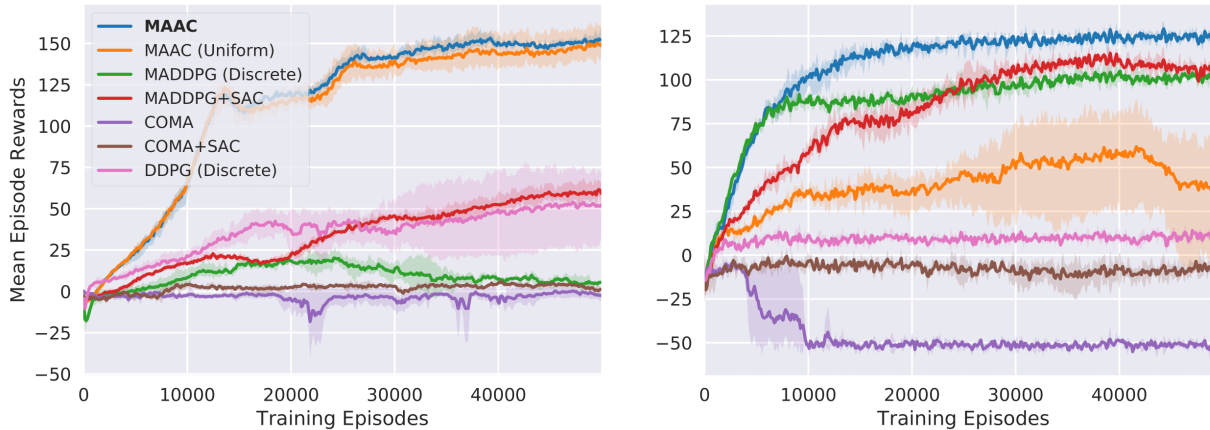 150
125
100
75
50
25
0
−25
−50
Mean Episode Rewards
MAAC
MAAC (Uniform)
MADDPG (Discrete)
MADDPG+SAC
COMA
COMA+SAC
DDPG (Discrete)
0 10000 20000 30000 40000
Training Episodes
125
100
75
50
25
0
−25
−50
0 10000 20000 30000 40000
Training Episodes